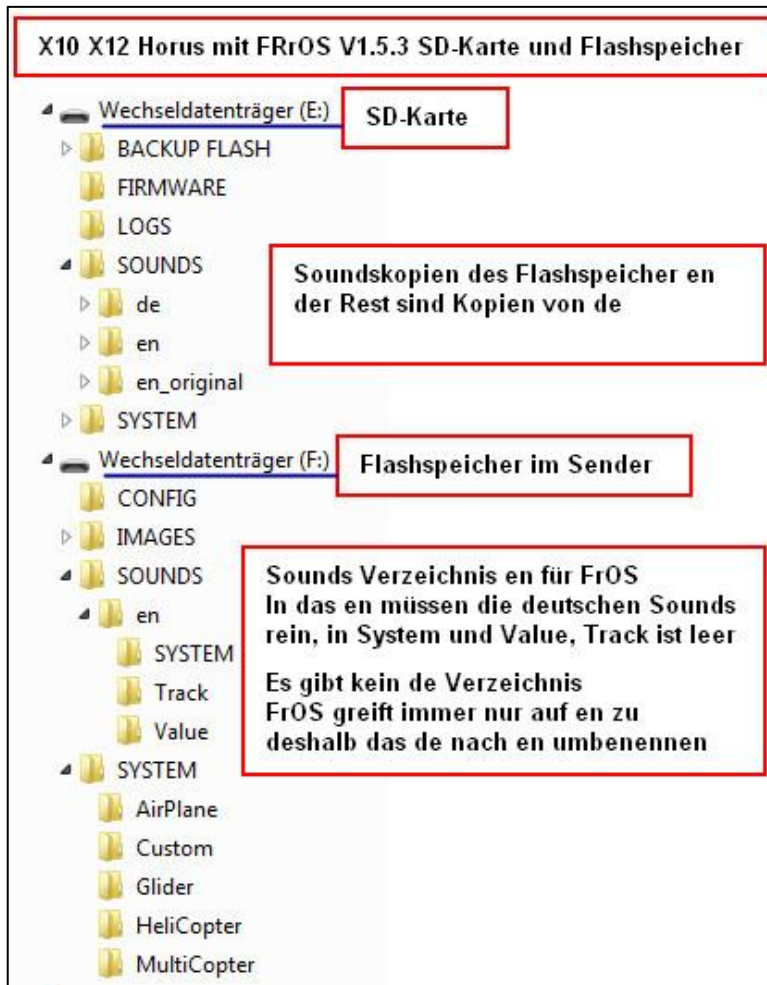 X10 X12 Horus mit FRrOS V1.5.3 SD-Karte und Flashspeicher
Wechseldatenträger (E:)
SD-Karte
BACKUP FLASH
FIRMWARE
LOGS
SOUNDS
Soundskopien des Flashspeicher en
der Rest sind Kopien von de
de
en
en_original
SYSTEM
Wechseldatenträger (F:)
Flashspeicher im Sender
CONFIG
IMAGES
SOUNDS
en
SYSTEM
Track
Value
Sounds Verzeichnis en für FrOS
In das en müssen die deutschen Sounds
rein, in System und Value, Track ist leer
Es gibt kein de Verzeichnis
FrOS greift immer nur auf en zu
deshalb das de nach en umbenennen
SYSTEM
AirPlane
Custom
Glider
HeliCopter
MultiCopter